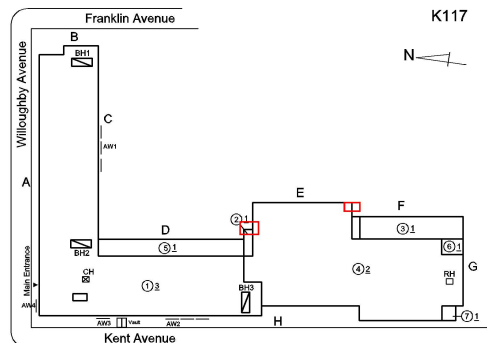 Franklin Avenue
K117
Willoughby Avenue
B
BH1
N
C
AW1
A
E
F
D
② 1
③ 1
⑤ 1
⑥ 1
BH2
④ 2
G
Main Entrance
CH
RH
① 3
BH3
AW4
⑦ 1
AW3
Vault
AW2
H
Kent Avenue